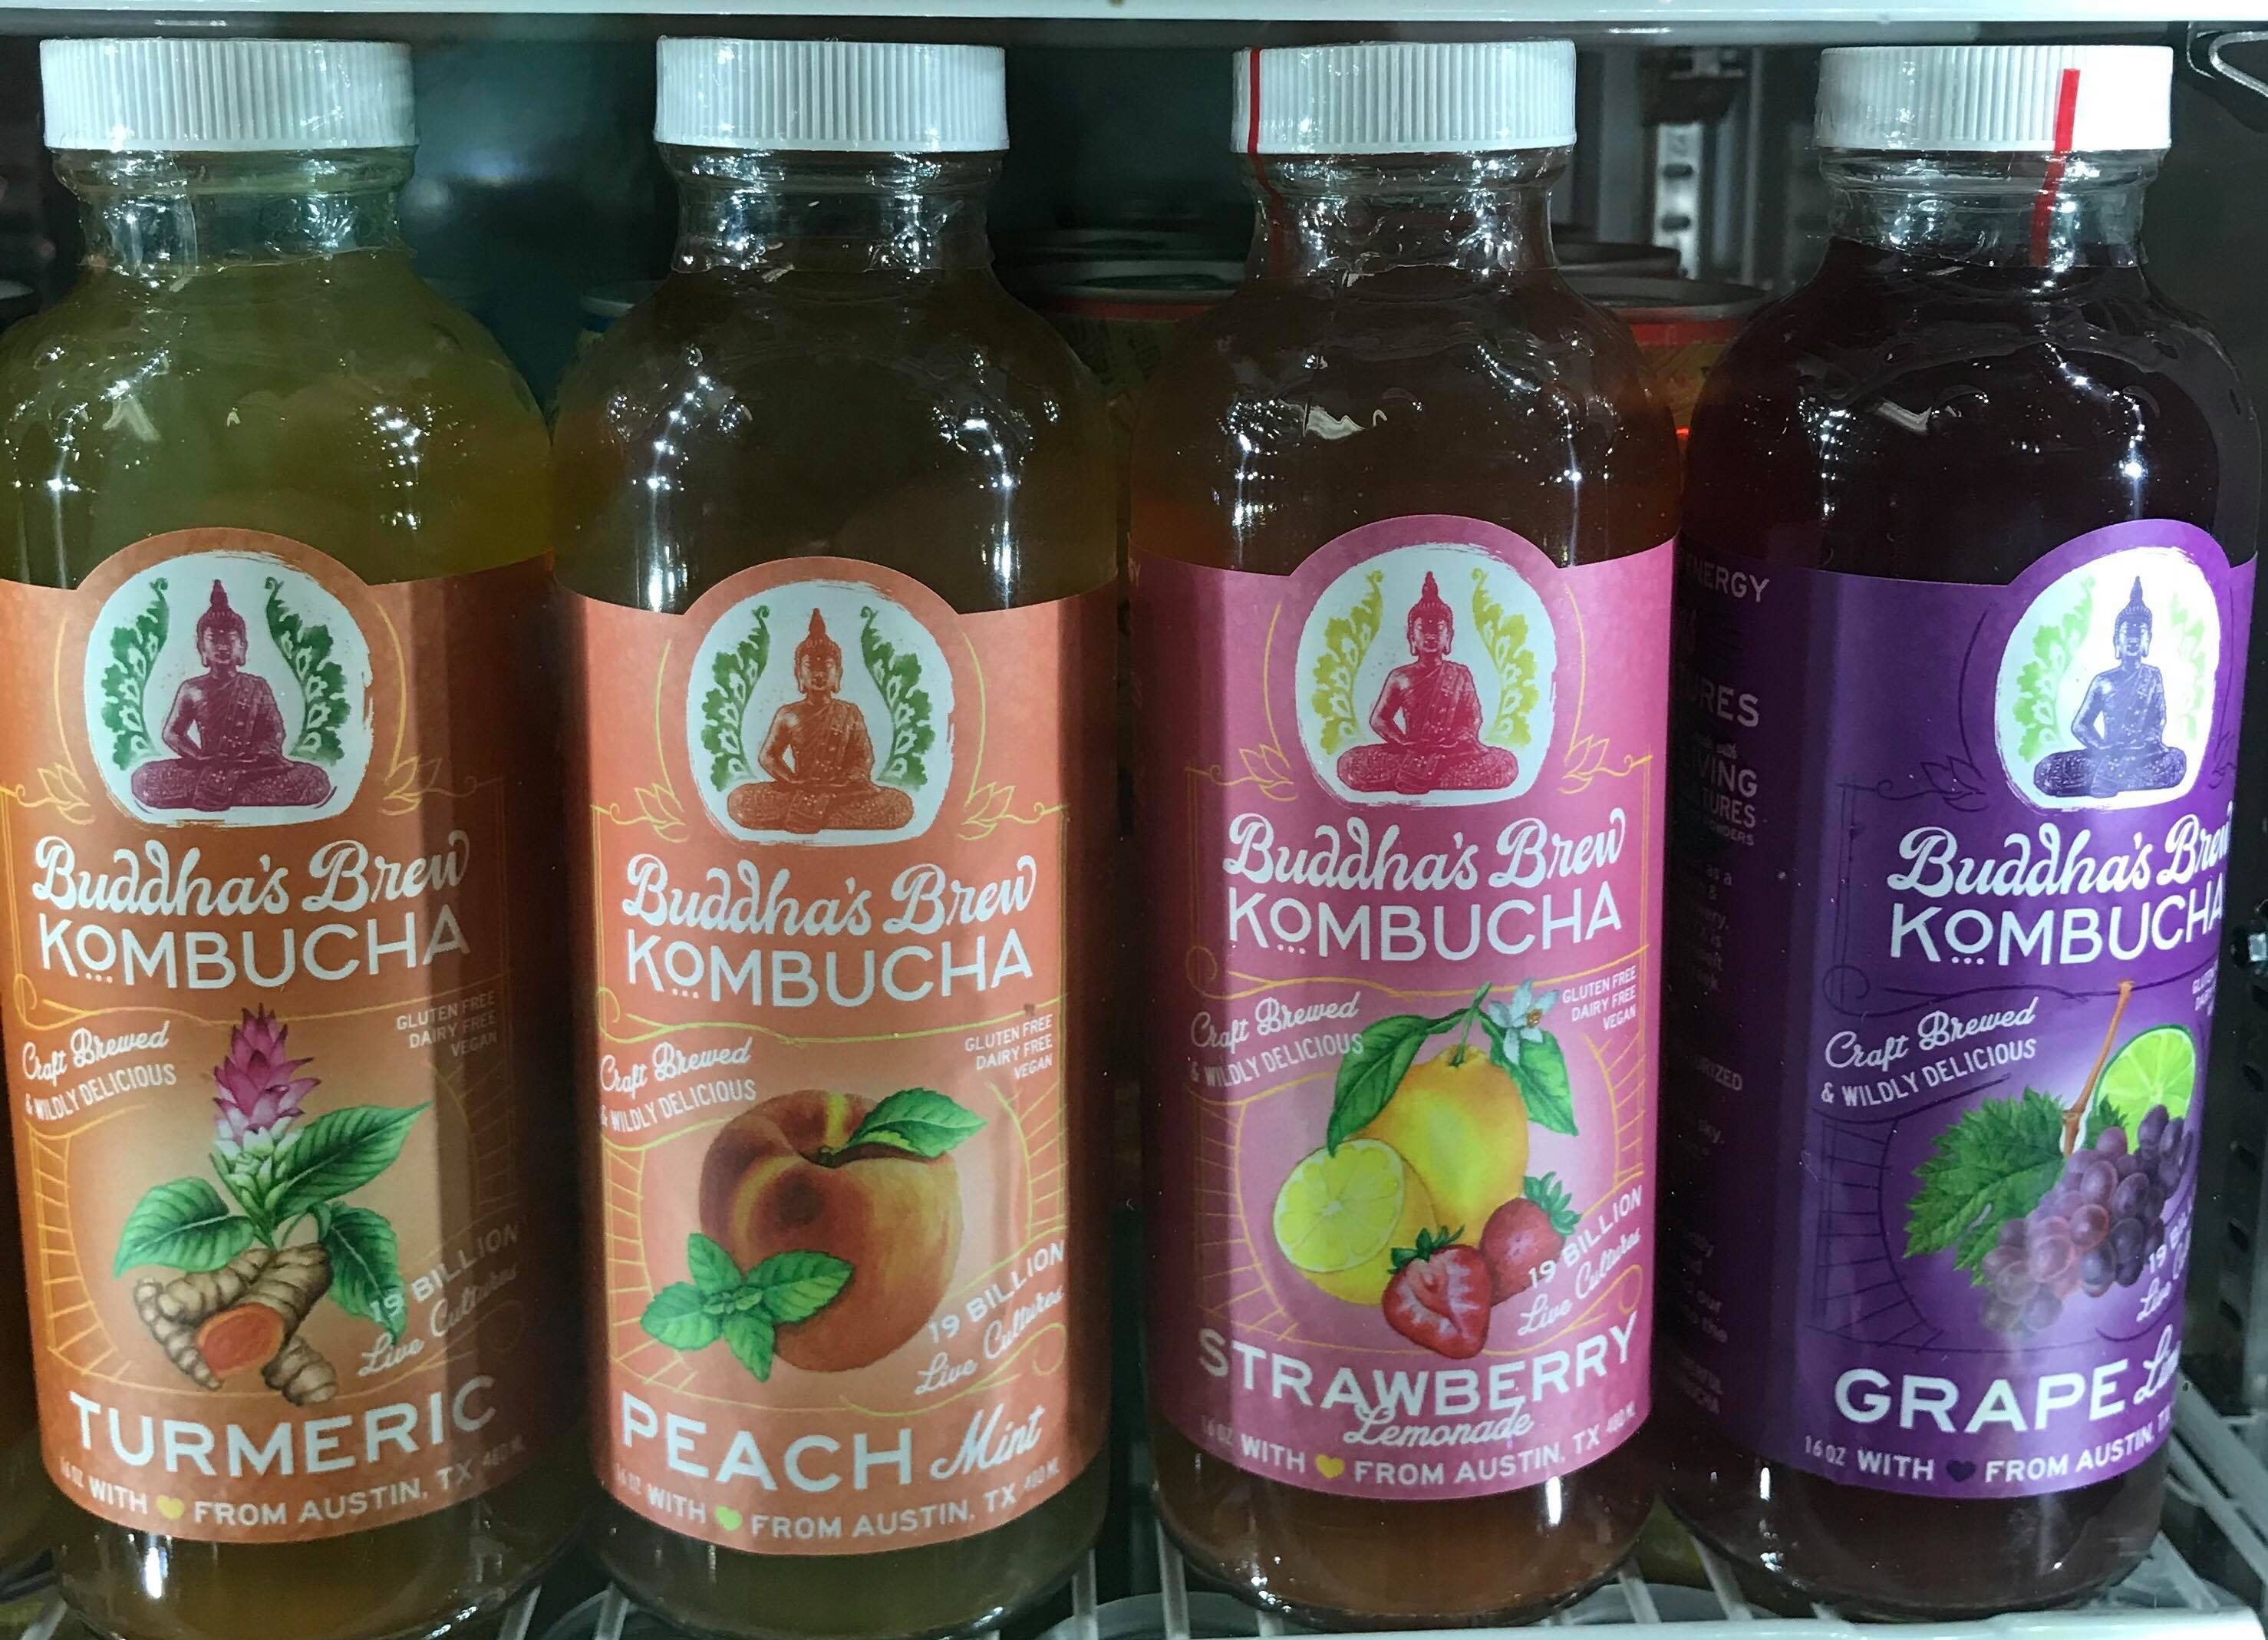 Buddha's Brew
KOMBUCHA
Craft Brewed
& WILDLY DELICIOUS
GLUTEN FREE
DAIRY FREE
VEGAN
19 BILLION
Live Cultures
TURMERIC
16 OZ WITH FROM AUSTIN, TX 480 ML
Buddha's Brew
KOMBUCHA
Craft Brewed
& WILDLY DELICIOUS
GLUTEN FREE
DAIRY FREE
VEGAN
19 BILLION
Live Cultures
PEACH Mint
16 OZ WITH FROM AUSTIN, TX 480 ML
Buddha's Brew
KOMBUCHA
Craft Brewed
& WILDLY DELICIOUS
GLUTEN FREE
DAIRY FREE
VEGAN
19 BILLION
Live Cultures
STRAWBERRY
Lemonade
16 OZ WITH FROM AUSTIN, TX 480 ML
Buddha's Brew
KOMBUCHA
Craft Brewed
& WILDLY DELICIOUS
19
GRAPE
16 OZ WITH FROM AUSTIN,